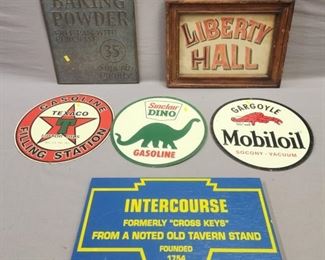 BAKING
POWDER
35
LIBERTY
HALL
GASOLINE
TEXACO
T
FILLING STATION
Sinclair
DINO
GASOLINE
GARGOYLE
Mobiloil
SOCONY-VACUUM
INTERCOURSE
FORMERLY "CROSS KEYS"
FROM A NOTED OLD TAVERN STAND
FOUNDED
1754